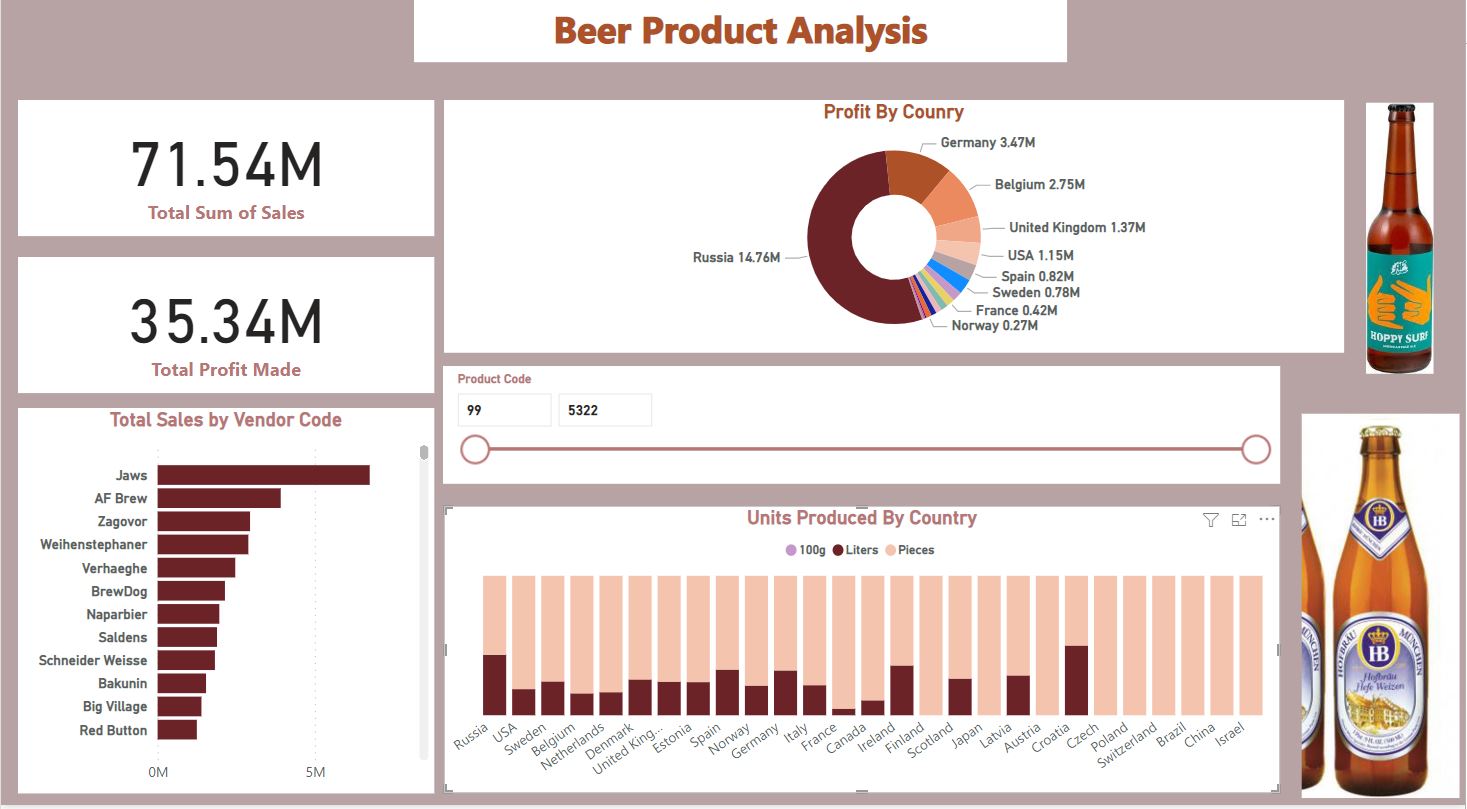 Beer Product Analysis
71.54M
Total Sum of Sales
35.34M
Total Profit Made
Total Sales by Vendor Code
Jaws
AF Brew
Zagovor
Weihenstephaner
Verhaeghe
BrewDog
Naparbier
Saldens
Schneider Weisse
Bakunin
Big Village
Red Button
0M 5M
Profit By Counry
Germany 3.47M
Belgium 2.75M
United Kingdom 1.37M
USA 1.15M
Spain 0.82M
Sweden 0.78M
France 0.42M
Norway 0.27M
Russia 14.76M
Product Code
99 5322
Units Produced By Country
100g Liters Pieces
Russia
USA
Sweden
Belgium
Netherlands
Denmark
United King...
Estonia
Spain
Norway
Germany
Italy
France
Canada
Ireland
Finland
Scotland
Japan
Latvia
Austria
Croatia
Czech
Poland
Switzerland
Brazil
China
Israel
HOPPY SURF
HB
HOFBRÄU MÜNCHEN
HB
Hofbräu
Hefe Weizen